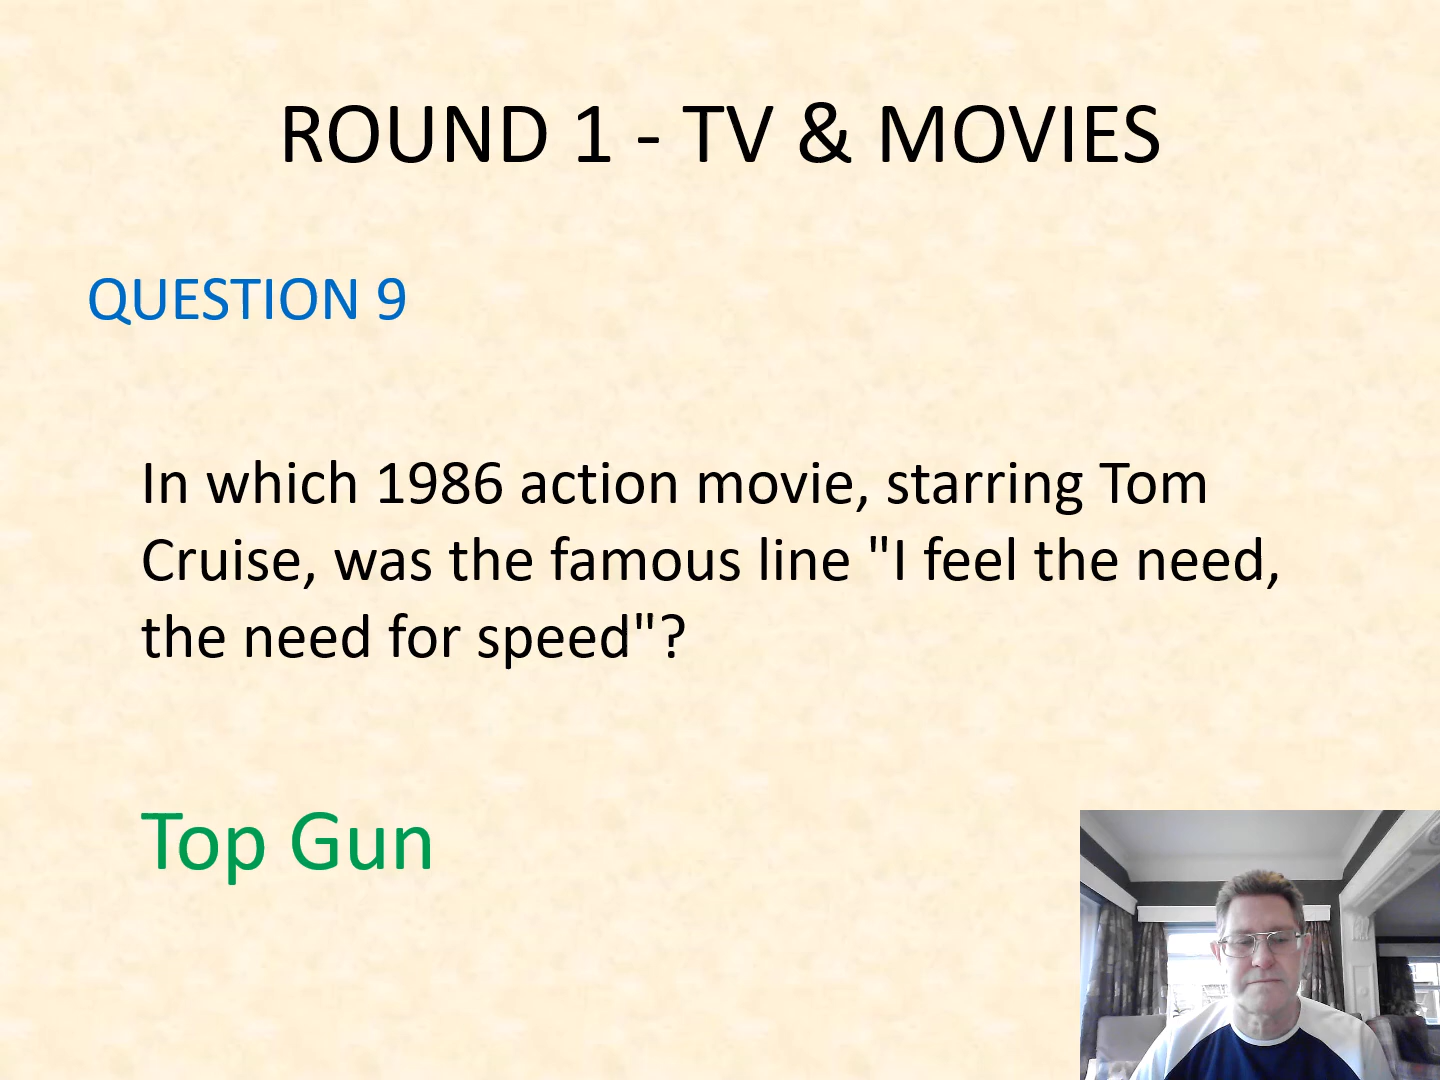 ROUND 1 - TV & MOVIES
QUESTION 9
In which 1986 action movie, starring Tom
Cruise, was the famous line "I feel the need,
the need for speed"?
Top Gun